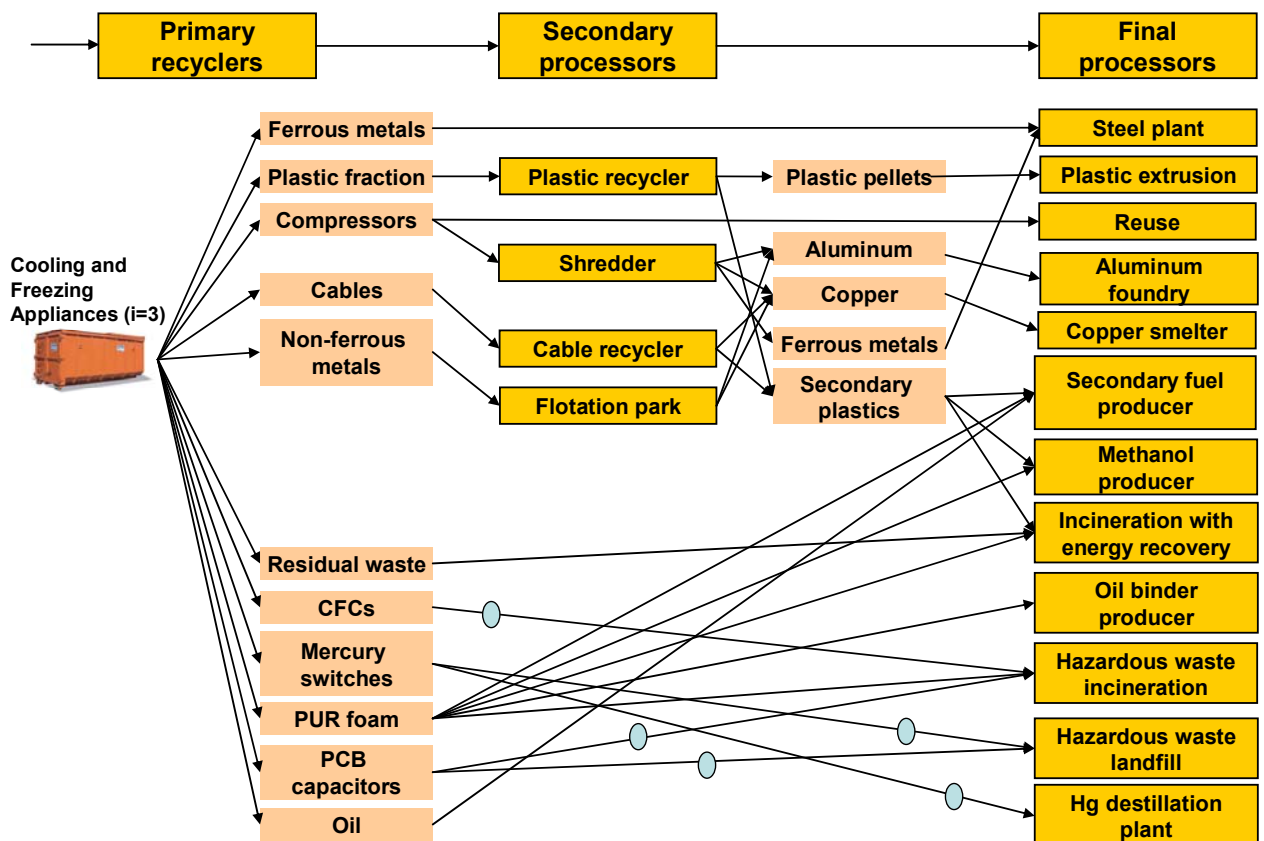 Primary
recyclers
Secondary
processors
Final
processors
Ferrous metals
Steel plant
Plastic fraction
Plastic recycler
Plastic pellets
Plastic extrusion
Compressors
Reuse
Cooling and
Freezing
Appliances (i=3)
Shredder
Aluminum
Aluminum
foundry
Cables
Copper
Copper smelter
Non-ferrous
metals
Cable recycler
Ferrous metals
Flotation park
Secondary
plastics
Secondary fuel
producer
Methanol
producer
Residual waste
Incineration with
energy recovery
CFCs
Oil binder
producer
Mercury
switches
Hazardous waste
incineration
PUR foam
PCB
capacitors
Hazardous waste
landfill
Oil
Hg destillation
plant